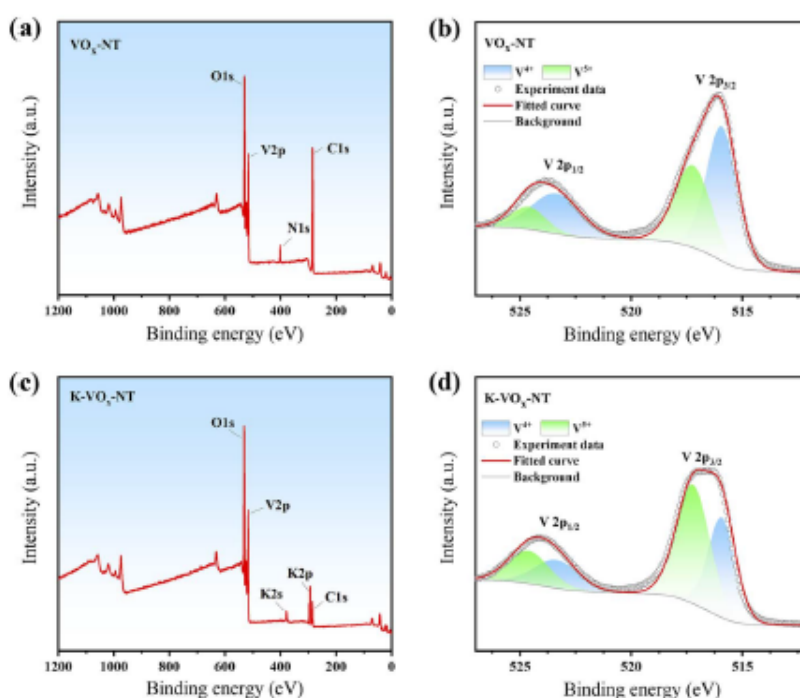 (a)
VOx-NT
O1s
V2p
C1s
N1s
Intensity (a.u.)
1200 1000 800 600 400 200 0
Binding energy (eV)
(b)
VOx-NT
V⁴⁺ V⁵⁺
Experiment data
Fitted curve
Background
V 2p3/2
V 2p1/2
Intensity (a.u.)
525 520 515
Binding energy (eV)
(c)
K-VOx-NT
O1s
V2p
K2p
K2s
C1s
Intensity (a.u.)
1200 1000 800 600 400 200 0
Binding energy (eV)
(d)
K-VOx-NT
V⁴⁺ V⁵⁺
Experiment data
Fitted curve
Background
V 2p3/2
V 2p1/2
Intensity (a.u.)
525 520 515
Binding energy (eV)